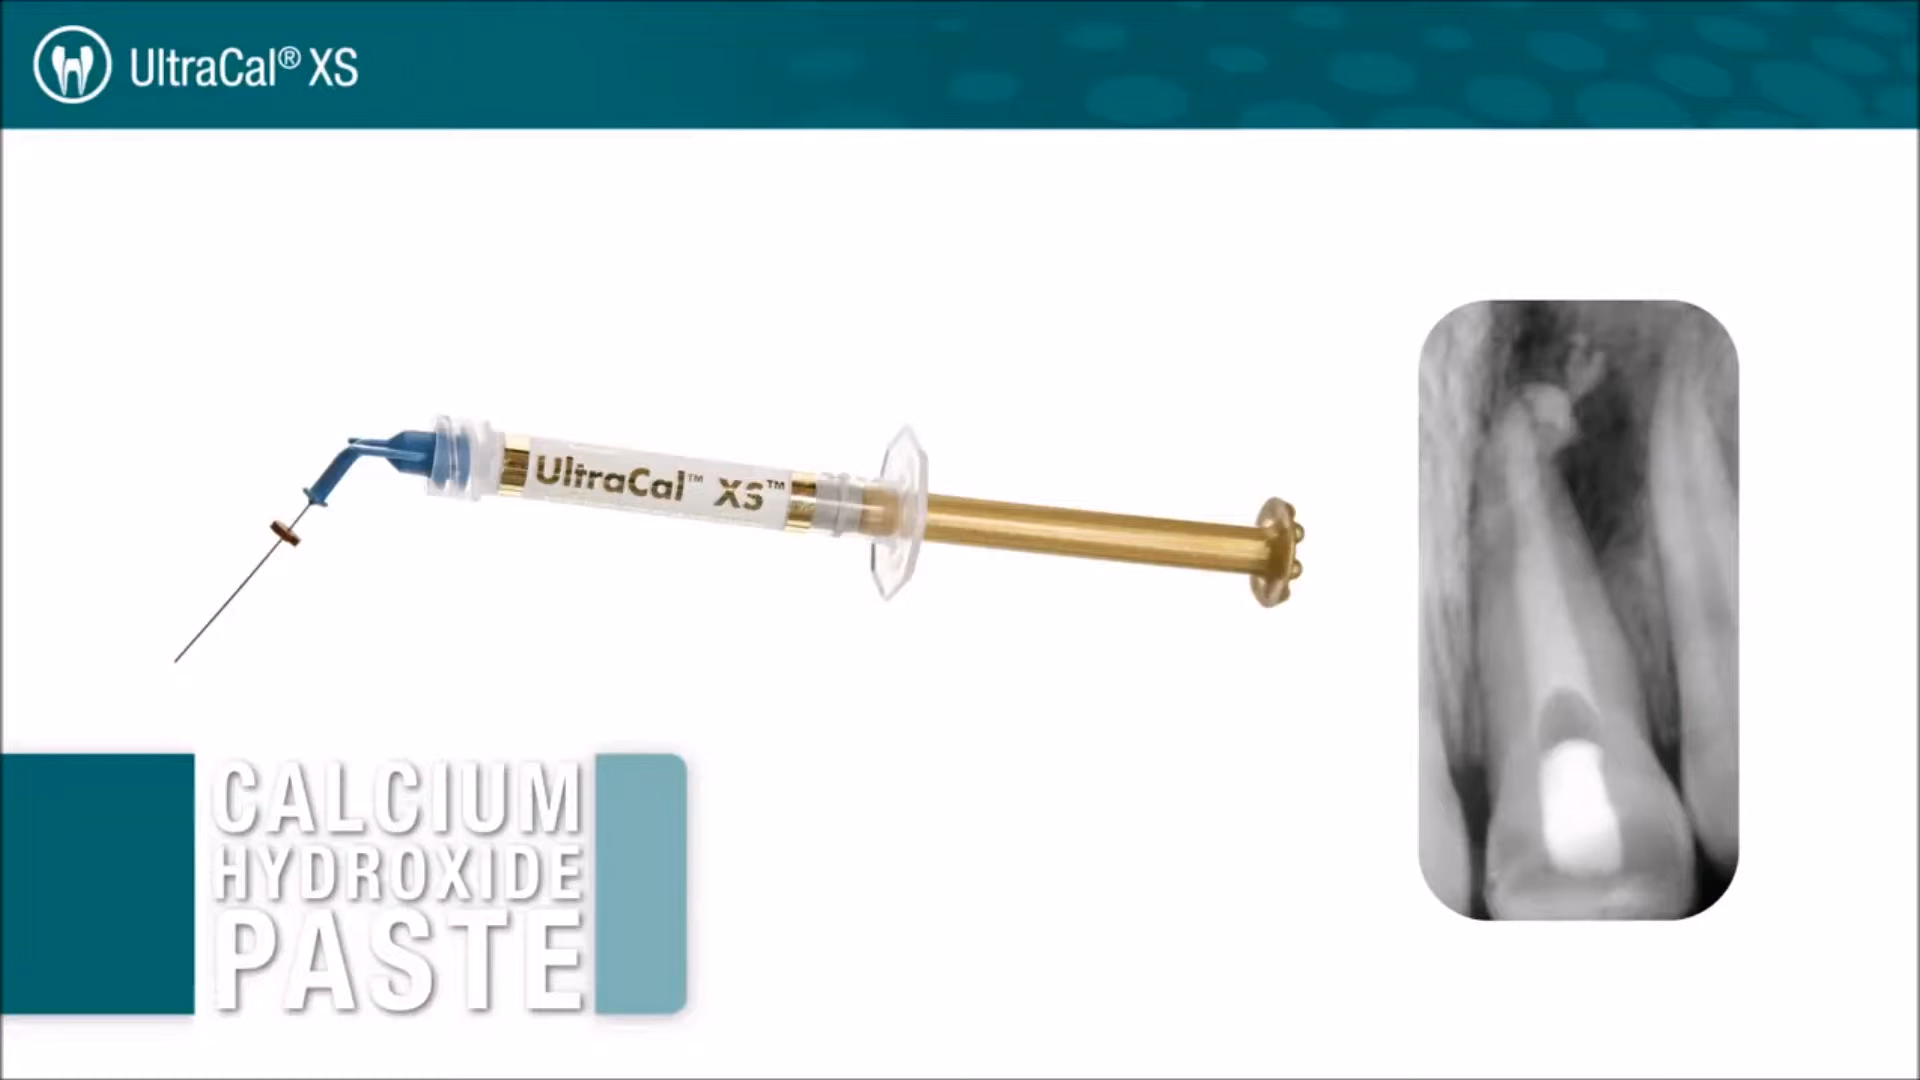 UltraCal® XS
UltraCal™ XS™
CALCIUM
HYDROXIDE
PASTE